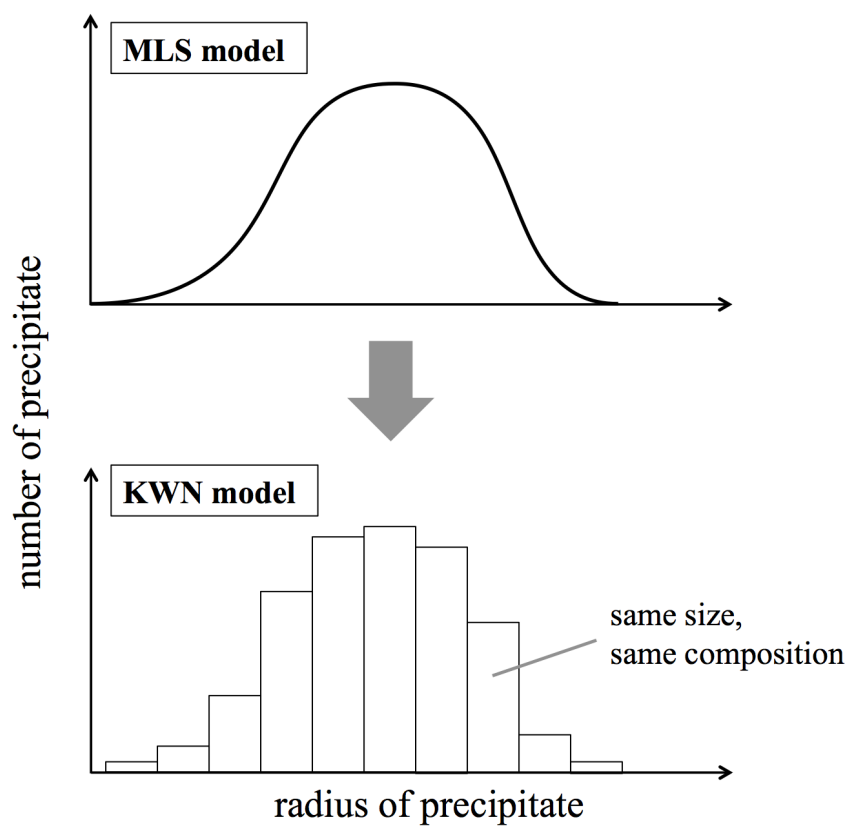 MLS model
number of precipitate
KWN model
same size,
same composition
radius of precipitate